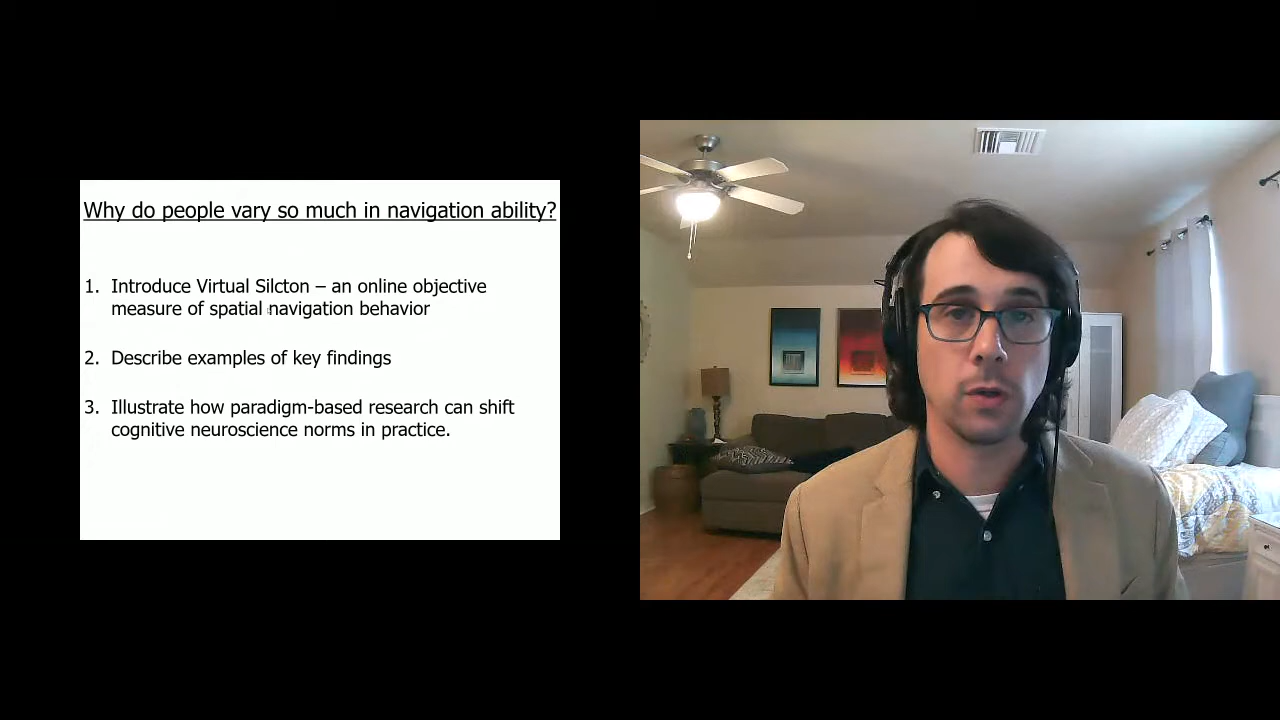 Why do people vary so much in navigation ability?
1. Introduce Virtual Silcton – an online objective
measure of spatial navigation behavior
2. Describe examples of key findings
3. Illustrate how paradigm-based research can shift
cognitive neuroscience norms in practice.